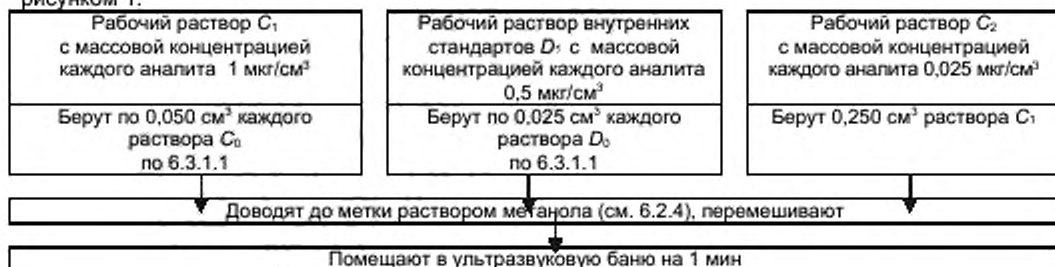 рисунком 1.
Рабочий раствор C₁
с массовой концентрацией
каждого аналита 1 мкг/см³
Берут по 0,050 см³ каждого
раствора C₀
по 6.3.1.1
Рабочий раствор внутренних
стандартов D₁ с массовой
концентрацией каждого аналита
0,5 мкг/см³
Берут по 0,025 см³ каждого
раствора D₀
по 6.3.1.1
Рабочий раствор C₂
с массовой концентрацией
каждого аналита 0,025 мкг/см³
Берут 0,250 см³ раствора C₁
Доводят до метки раствором метанола (см. 6.2.4), перемешивают
Помещают в ультразвуковую баню на 1 мин